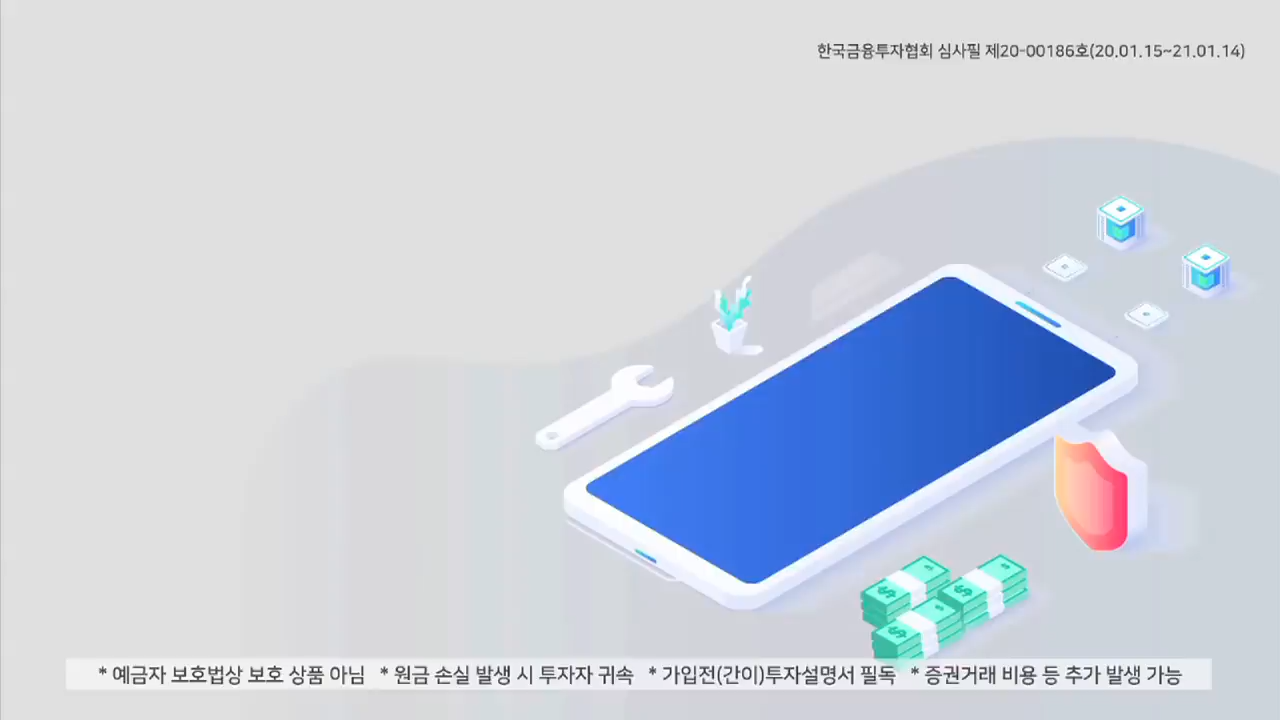 한국금융투자협회 심사필 제20-00186호(20.01.15~21.01.14)
* 예금자 보호법상 보호 상품 아님 * 원금 손실 발생 시 투자자 귀속 * 가입전(간이)투자설명서 필독 * 증권거래 비용 등 추가 발생 가능